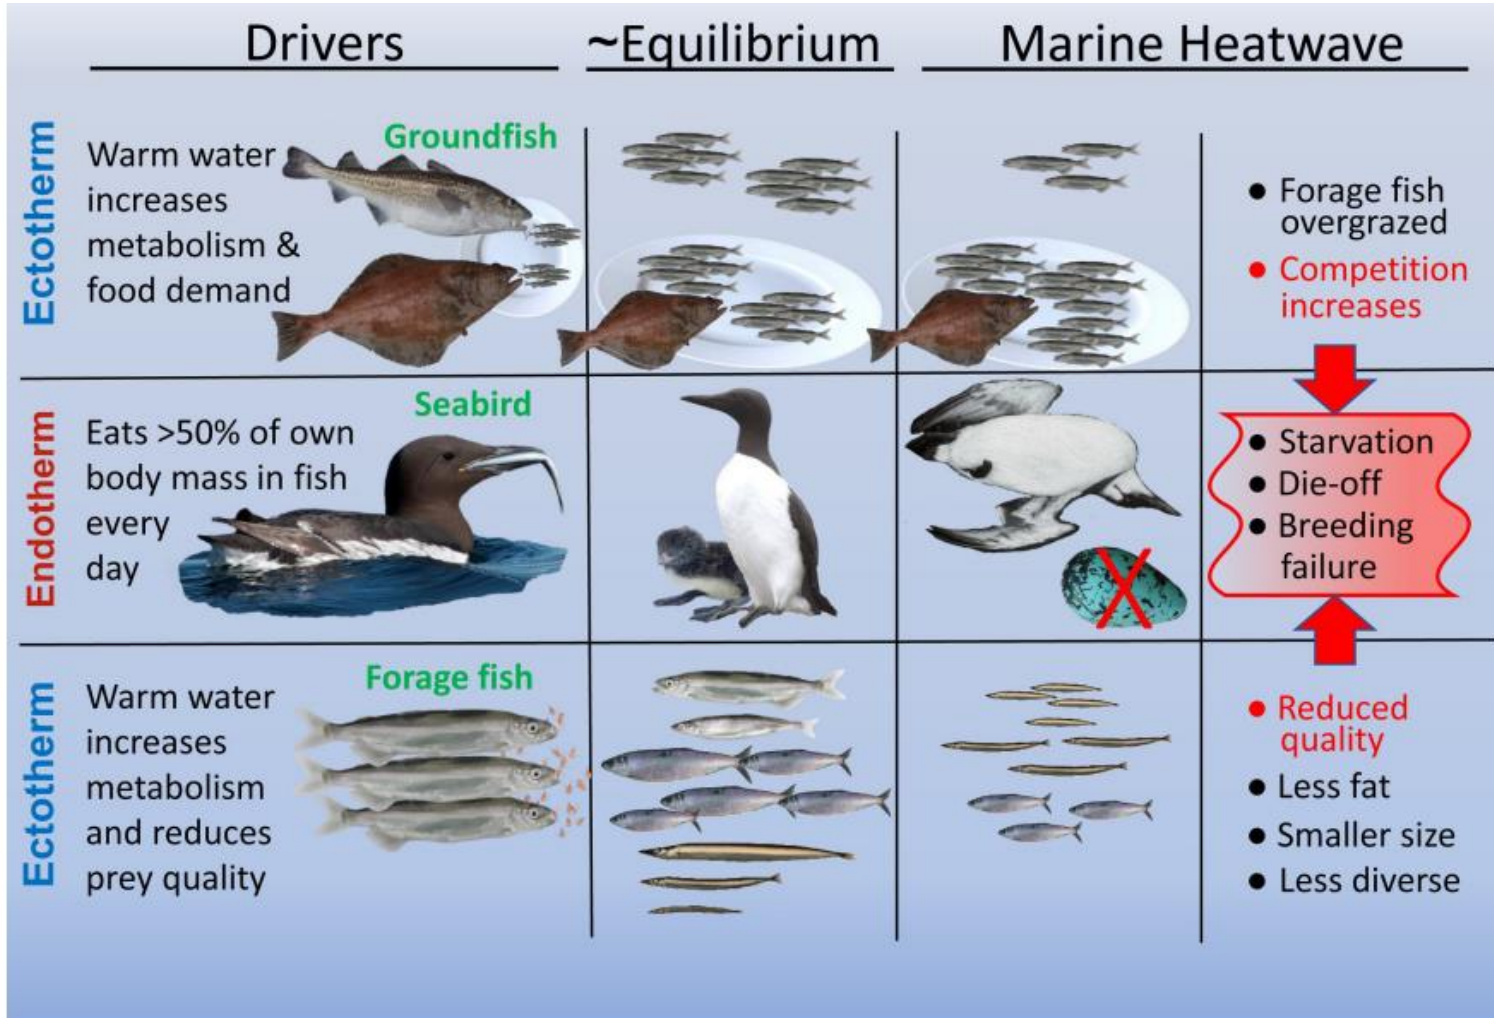 Drivers
~Equilibrium
Marine Heatwave
Ectotherm
Warm water
increases
metabolism &
food demand
Groundfish
● Forage fish
overgrazed
● Competition
increases
Endotherm
Eats >50% of own
body mass in fish
every
day
Seabird
X
● Starvation
● Die-off
● Breeding
failure
Ectotherm
Warm water
increases
metabolism
and reduces
prey quality
Forage fish
● Reduced
quality
● Less fat
● Smaller size
● Less diverse